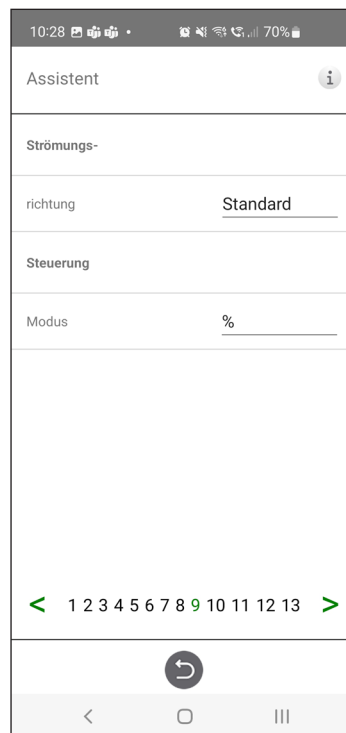 10:28 70%
Assistent i
Strömungs-
richtung Standard
Steuerung
Modus %
< 1 2 3 4 5 6 7 8 9 10 11 12 13 >